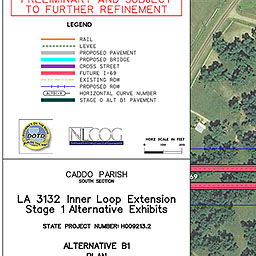 PRELIMINARY AND SUBJECT
TO FURTHER REFINEMENT
LEGEND
RAIL
LEVEE
PROPOSED PAVEMENT
PROPOSED BRIDGE
CROSS STREET
FUTURE I-69
EXISTING ROW
PROPOSED ROW
HORIZONTAL CURVE NUMBER
STAGE 0 ALT B1 PAVEMENT
DOTD
NLCOG
HORZ SCALE IN FEET
CADDO PARISH
SOUTH SECTION
LA 3132 Inner Loop Extension
Stage 1 Alternative Exhibits
STATE PROJECT NUMBER: H.009213.2
ALTERNATIVE B1
PLAN
69